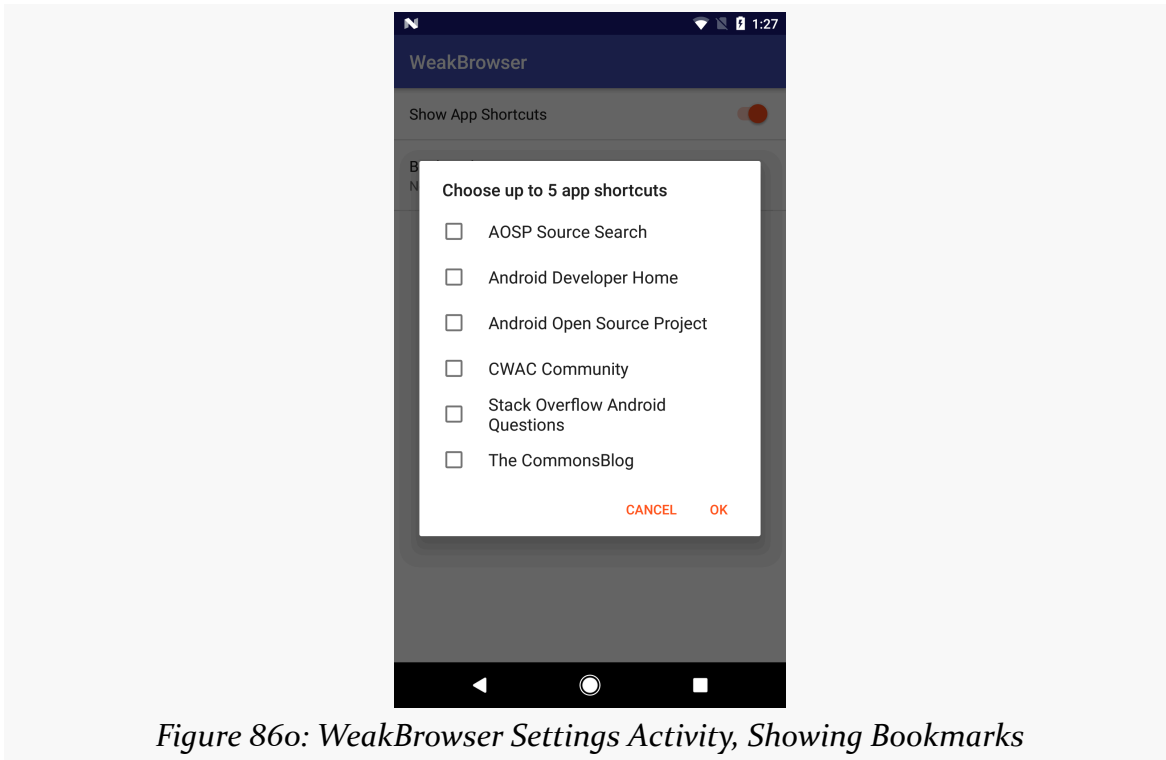 1:27
WeakBrowser
Show App Shortcuts
Choose up to 5 app shortcuts
AOSP Source Search
Android Developer Home
Android Open Source Project
CWAC Community
Stack Overflow Android
Questions
The CommonsBlog
CANCEL OK
Figure 860: WeakBrowser Settings Activity, Showing Bookmarks